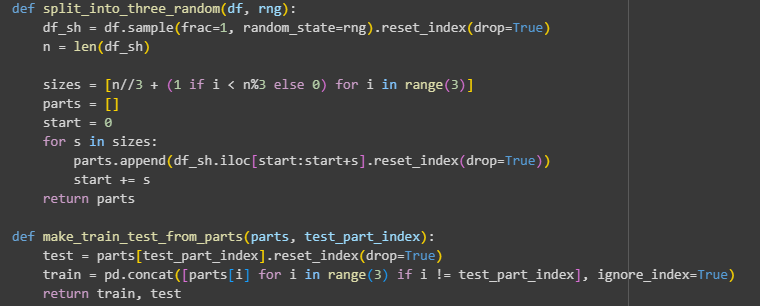 def split_into_three_random(df, rng):
    df_sh = df.sample(frac=1, random_state=rng).reset_index(drop=True)
    n = len(df_sh)

    sizes = [n//3 + (1 if i < n%3 else 0) for i in range(3)]
    parts = []
    start = 0
    for s in sizes:
        parts.append(df_sh.iloc[start:start+s].reset_index(drop=True))
        start += s
    return parts

def make_train_test_from_parts(parts, test_part_index):
    test = parts[test_part_index].reset_index(drop=True)
    train = pd.concat([parts[i] for i in range(3) if i != test_part_index], ignore_index=True)
    return train, test